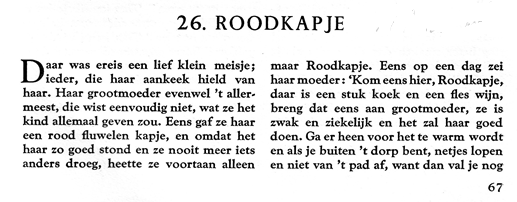 26. ROODKAPJE
Daar was ereis een lief klein meisje;
ieder, die haar aankeek hield van
haar. Haar grootmoeder evenwel 't aller-
meest, die wist eenvoudig niet, wat ze het
kind allemaal geven zou. Eens gaf ze haar
een rood fluwelen kapje, en omdat het
haar zo goed stond en ze nooit meer iets
anders droeg, heette ze voortaan alleen
maar Roodkapje. Eens op een dag zei
haar moeder: 'Kom eens hier, Roodkapje,
daar is een stuk koek en een fles wijn,
breng dat eens aan grootmoeder, ze is
zwak en ziekelijk en het zal haar goed
doen. Ga er heen voor het te warm wordt
en als je buiten 't dorp bent, netjes lopen
en niet van 't pad af, want dan val je nog
67